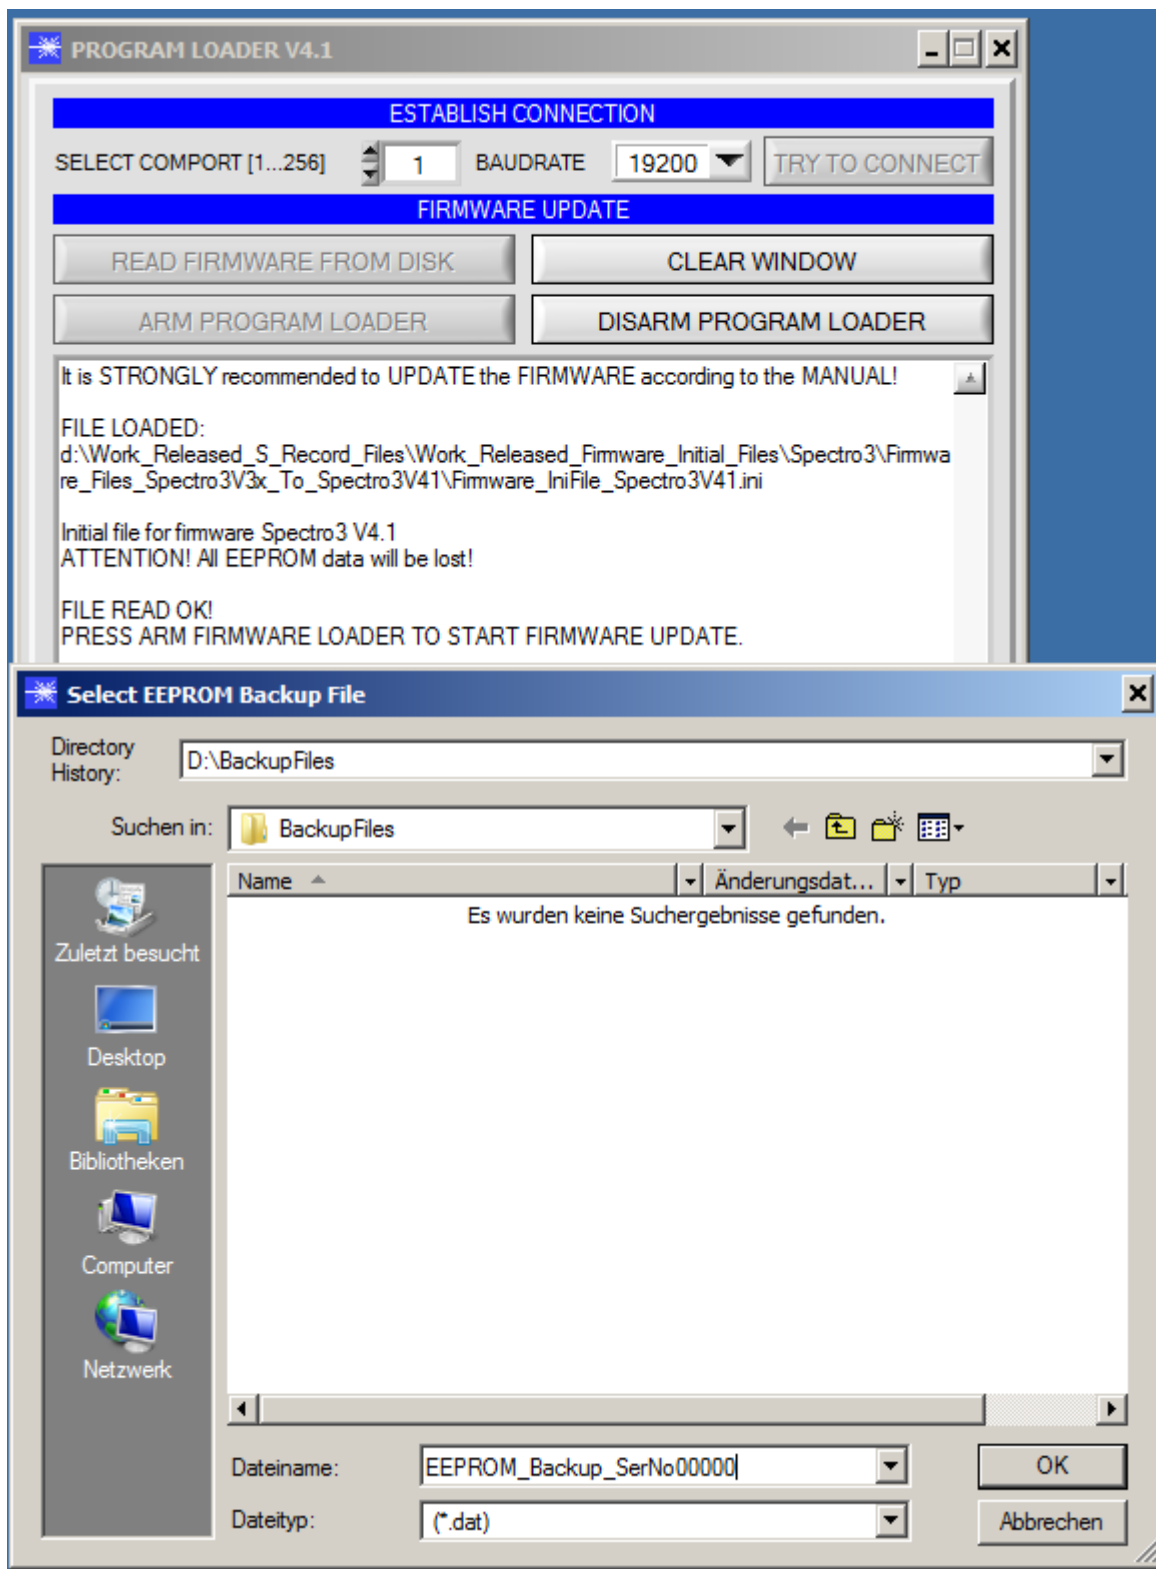 PROGRAM LOADER V4.1
ESTABLISH CONNECTION
SELECT COMPORT [1...256] 1 BAUDRATE 19200 TRY TO CONNECT
FIRMWARE UPDATE
READ FIRMWARE FROM DISK CLEAR WINDOW
ARM PROGRAM LOADER DISARM PROGRAM LOADER
It is STRONGLY recommended to UPDATE the FIRMWARE according to the MANUAL!
FILE LOADED:
d:\Work_Released_S_Record_Files\Work_Released_Firmware_Initial_Files\Spectro3\Firmwa
re_Files_Spectro3V3x_To_Spectro3V41\Firmware_IniFile_Spectro3V41.ini
Initial file for firmware Spectro3 V4.1
ATTENTION! All EEPROM data will be lost!
FILE READ OK!
PRESS ARM FIRMWARE LOADER TO START FIRMWARE UPDATE.
Select EEPROM Backup File
Directory
History: D:\BackupFiles
Suchen in: BackupFiles
Name Änderungsdat... Typ
Es wurden keine Suchergebnisse gefunden.
Zuletzt besucht
Desktop
Bibliotheken
Computer
Netzwerk
Dateiname: EEPROM_Backup_SerNo00000 OK
Dateityp: (*.dat) Abbrechen